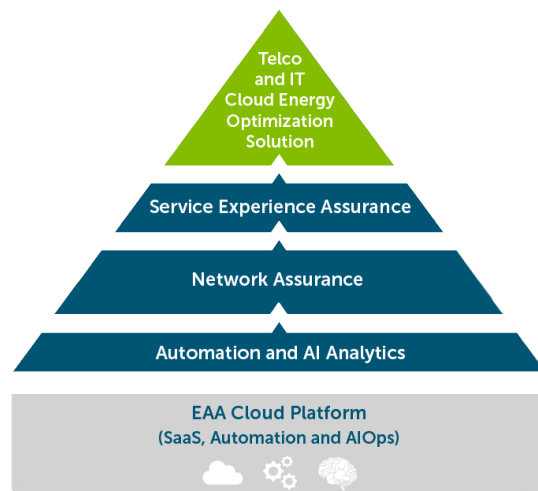 Telco
and IT
Cloud Energy
Optimization
Solution
Service Experience Assurance
Network Assurance
Automation and AI Analytics
EAA Cloud Platform
(SaaS, Automation and AIOps)